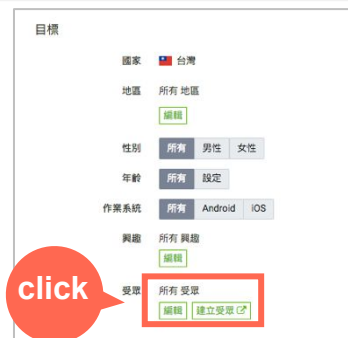 目標
國家 台灣
地區 所有 地區
編輯
性別 所有 男性 女性
年齡 所有 設定
作業系統 所有 Android iOS
興趣 所有 興趣
編輯
click
受眾 所有 受眾
編輯 建立受眾